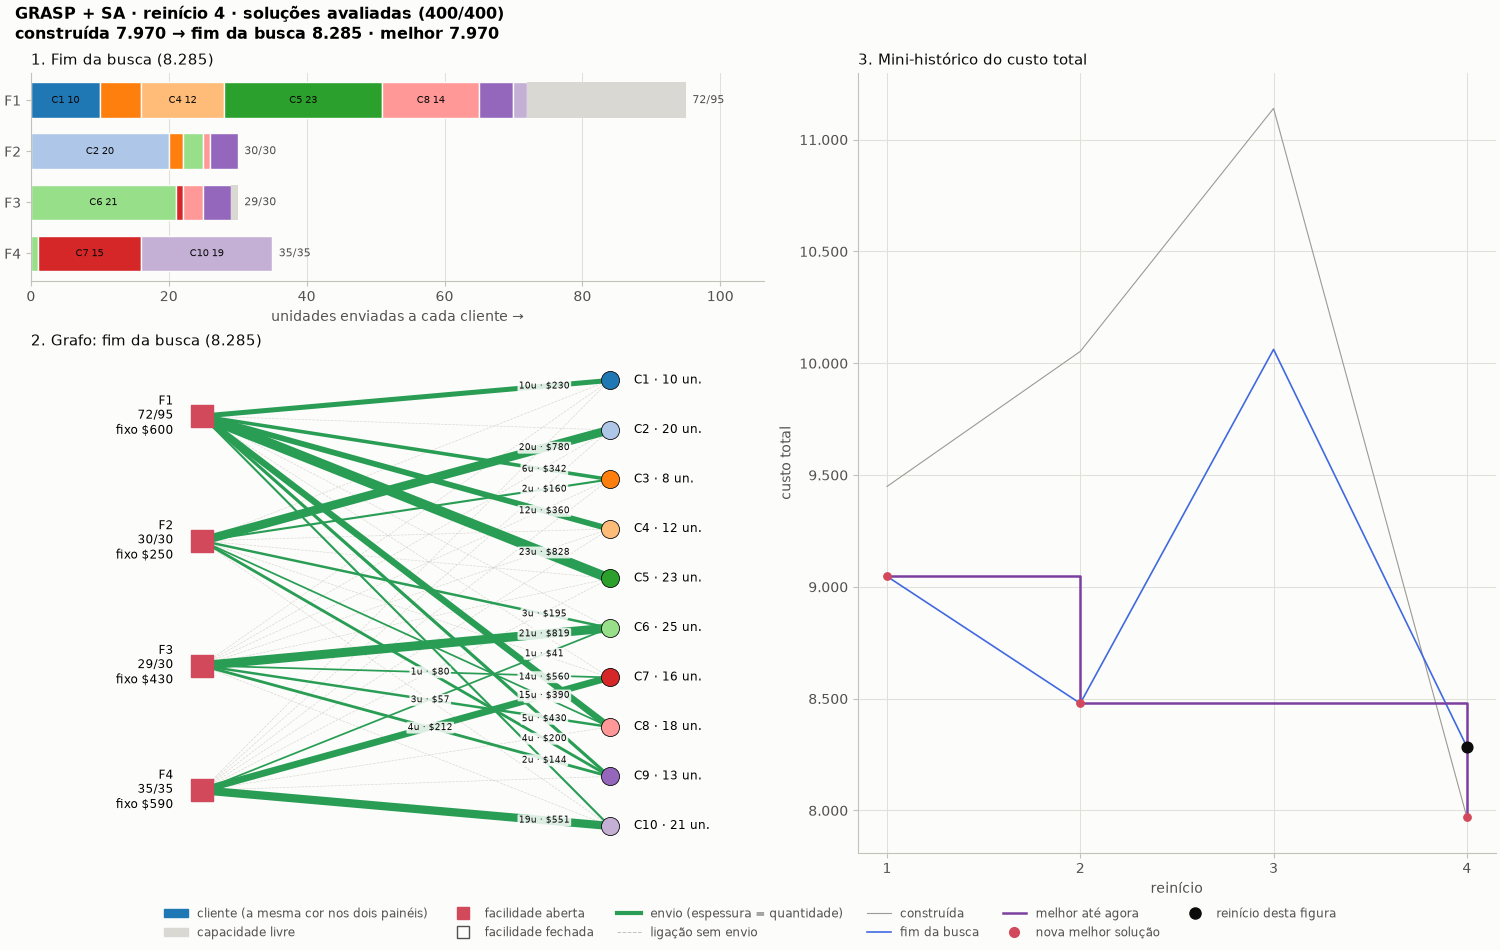 GRASP + SA · reinício 4 · soluções avaliadas (400/400)
construída 7.970 → fim da busca 8.285 · melhor 7.970
1. Fim da busca (8.285)
F1
C1 10
C4 12
C5 23
C8 14
72/95
F2
C2 20
30/30
F3
C6 21
29/30
F4
C7 15
C10 19
35/35
0
20
40
60
80
100
unidades enviadas a cada cliente →
2. Grafo: fim da busca (8.285)
F1
72/95
fixo $600
F2
30/30
fixo $250
F3
29/30
fixo $430
F4
35/35
fixo $590
10u · $230
20u · $780
6u · $342
2u · $160
12u · $360
23u · $828
3u · $195
21u · $819
1u · $41
1u · $80
14u · $560
15u · $390
3u · $57
5u · $430
4u · $212
4u · $200
2u · $144
19u · $551
C1 · 10 un.
C2 · 20 un.
C3 · 8 un.
C4 · 12 un.
C5 · 23 un.
C6 · 25 un.
C7 · 16 un.
C8 · 18 un.
C9 · 13 un.
C10 · 21 un.
3. Mini-histórico do custo total
11.000
10.500
10.000
9.500
9.000
8.500
8.000
custo total
1
2
3
4
reinício
cliente (a mesma cor nos dois painéis)
capacidade livre
facilidade aberta
facilidade fechada
envio (espessura = quantidade)
ligação sem envio
construída
fim da busca
melhor até agora
nova melhor solução
reinício desta figura